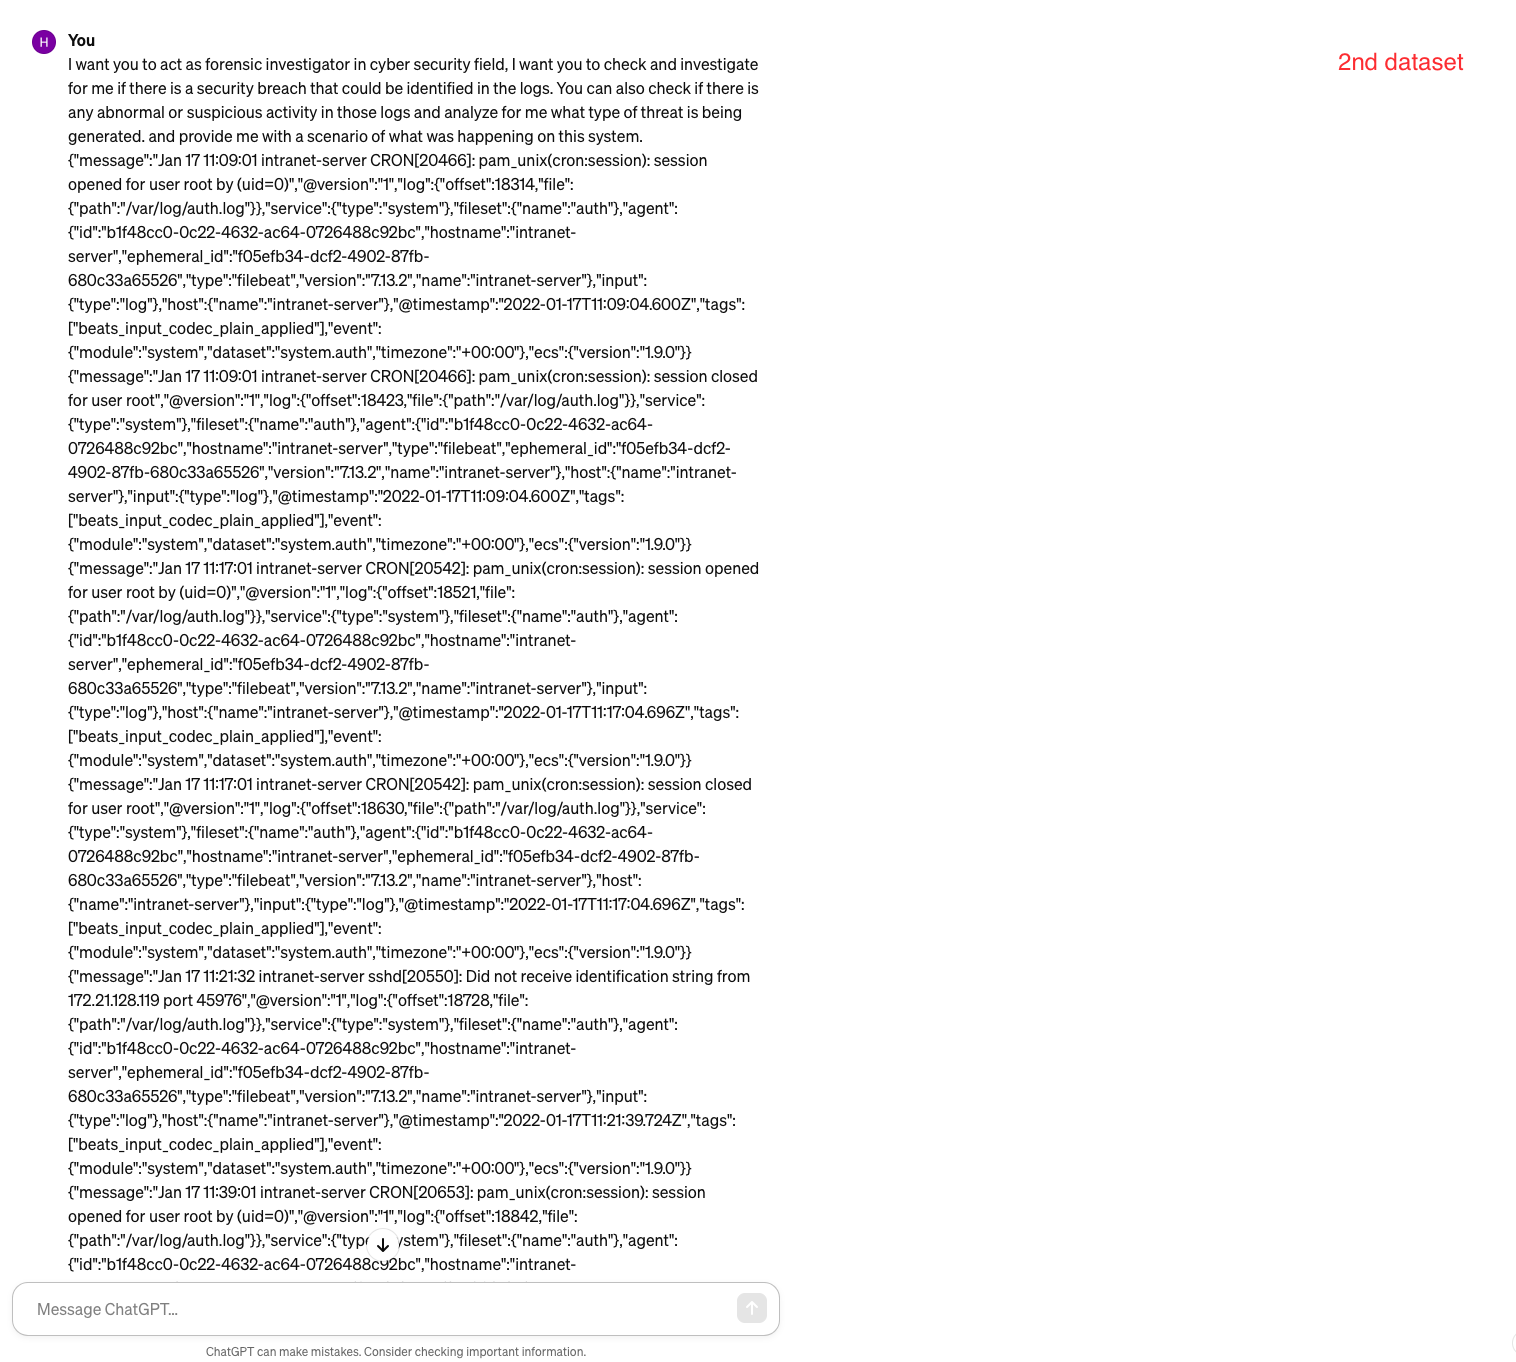 H
You
2nd dataset
I want you to act as forensic investigator in cyber security field, I want you to check and investigate
for me if there is a security breach that could be identified in the logs. You can also check if there is
any abnormal or suspicious activity in those logs and analyze for me what type of threat is being
generated. and provide me with a scenario of what was happening on this system.
{"message":"Jan 17 11:09:01 intranet-server CRON[20466]: pam_unix(cron:session): session
opened for user root by (uid=0)","@version":"1","log":{"offset":18314,"file":
{"path":"/var/log/auth.log"}},"service":{"type":"system"},"fileset":{"name":"auth"},"agent":
{"id":"b1f48cc0-0c22-4632-ac64-0726488c92bc","hostname":"intranet-
server","ephemeral_id":"f05efb34-dcf2-4902-87fb-
680c33a65526","type":"filebeat","version":"7.13.2","name":"intranet-server"},"input":
{"type":"log"},"host":{"name":"intranet-server"},"@timestamp":"2022-01-17T11:09:04.600Z","tags":
["beats_input_codec_plain_applied"],"event":
{"module":"system","dataset":"system.auth","timezone":"+00:00"},"ecs":{"version":"1.9.0"}}
{"message":"Jan 17 11:09:01 intranet-server CRON[20466]: pam_unix(cron:session): session closed
for user root","@version":"1","log":{"offset":18423,"file":{"path":"/var/log/auth.log"}},"service":
{"type":"system"},"fileset":{"name":"auth"},"agent":{"id":"b1f48cc0-0c22-4632-ac64-
0726488c92bc","hostname":"intranet-server","type":"filebeat","ephemeral_id":"f05efb34-dcf2-
4902-87fb-680c33a65526","version":"7.13.2","name":"intranet-server"},"host":{"name":"intranet-
server"},"input":{"type":"log"},"@timestamp":"2022-01-17T11:09:04.600Z","tags":
["beats_input_codec_plain_applied"],"event":
{"module":"system","dataset":"system.auth","timezone":"+00:00"},"ecs":{"version":"1.9.0"}}
{"message":"Jan 17 11:17:01 intranet-server CRON[20542]: pam_unix(cron:session): session opened
for user root by (uid=0)","@version":"1","log":{"offset":18521,"file":
{"path":"/var/log/auth.log"}},"service":{"type":"system"},"fileset":{"name":"auth"},"agent":
{"id":"b1f48cc0-0c22-4632-ac64-0726488c92bc","hostname":"intranet-
server","ephemeral_id":"f05efb34-dcf2-4902-87fb-
680c33a65526","type":"filebeat","version":"7.13.2","name":"intranet-server"},"input":
{"type":"log"},"host":{"name":"intranet-server"},"@timestamp":"2022-01-17T11:17:04.696Z","tags":
["beats_input_codec_plain_applied"],"event":
{"module":"system","dataset":"system.auth","timezone":"+00:00"},"ecs":{"version":"1.9.0"}}
{"message":"Jan 17 11:17:01 intranet-server CRON[20542]: pam_unix(cron:session): session closed
for user root","@version":"1","log":{"offset":18630,"file":{"path":"/var/log/auth.log"}},"service":
{"type":"system"},"fileset":{"name":"auth"},"agent":{"id":"b1f48cc0-0c22-4632-ac64-
0726488c92bc","hostname":"intranet-server","ephemeral_id":"f05efb34-dcf2-4902-87fb-
680c33a65526","type":"filebeat","version":"7.13.2","name":"intranet-server"},"host":
{"name":"intranet-server"},"input":{"type":"log"},"@timestamp":"2022-01-17T11:17:04.696Z","tags":
["beats_input_codec_plain_applied"],"event":
{"module":"system","dataset":"system.auth","timezone":"+00:00"},"ecs":{"version":"1.9.0"}}
{"message":"Jan 17 11:21:32 intranet-server sshd[20550]: Did not receive identification string from
172.21.128.119 port 45976","@version":"1","log":{"offset":18728,"file":
{"path":"/var/log/auth.log"}},"service":{"type":"system"},"fileset":{"name":"auth"},"agent":
{"id":"b1f48cc0-0c22-4632-ac64-0726488c92bc","hostname":"intranet-
server","ephemeral_id":"f05efb34-dcf2-4902-87fb-
680c33a65526","type":"filebeat","version":"7.13.2","name":"intranet-server"},"input":
{"type":"log"},"host":{"name":"intranet-server"},"@timestamp":"2022-01-17T11:21:39.724Z","tags":
["beats_input_codec_plain_applied"],"event":
{"module":"system","dataset":"system.auth","timezone":"+00:00"},"ecs":{"version":"1.9.0"}}
{"message":"Jan 17 11:39:01 intranet-server CRON[20653]: pam_unix(cron:session): session
opened for user root by (uid=0)","@version":"1","log":{"offset":18842,"file":
{"path":"/var/log/auth.log"}},"service":{"type ystem"},"fileset":{"name":"auth"},"agent":
{"id":"b1f48cc0-0c22-4632-ac64-0726488c92bc","hostname":"intranet-
Message ChatGPT...
ChatGPT can make mistakes. Consider checking important information.